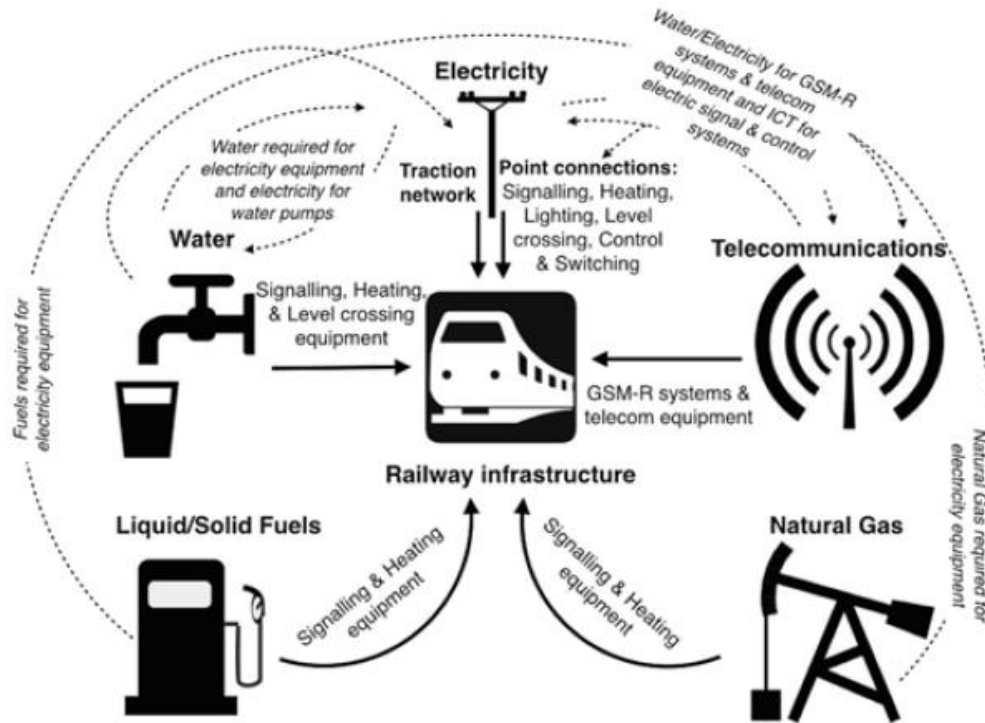 Electricity
Water/Electricity for GSM-R
systems & telecom
equipment and ICT for
electric signal & control
systems
Water required for
electricity equipment
and electricity for
water pumps
Traction
network
Point connections:
Signalling, Heating,
Lighting, Level
crossing, Control
& Switching
Water
Telecommunications
Signalling, Heating,
& Level crossing
equipment
GSM-R systems &
telecom equipment
Fuels required for
electricity equipment
Railway infrastructure
Natural Gas required for
electricity equipment
Liquid/Solid Fuels
Signalling & Heating
equipment
Signalling & Heating
equipment
Natural Gas